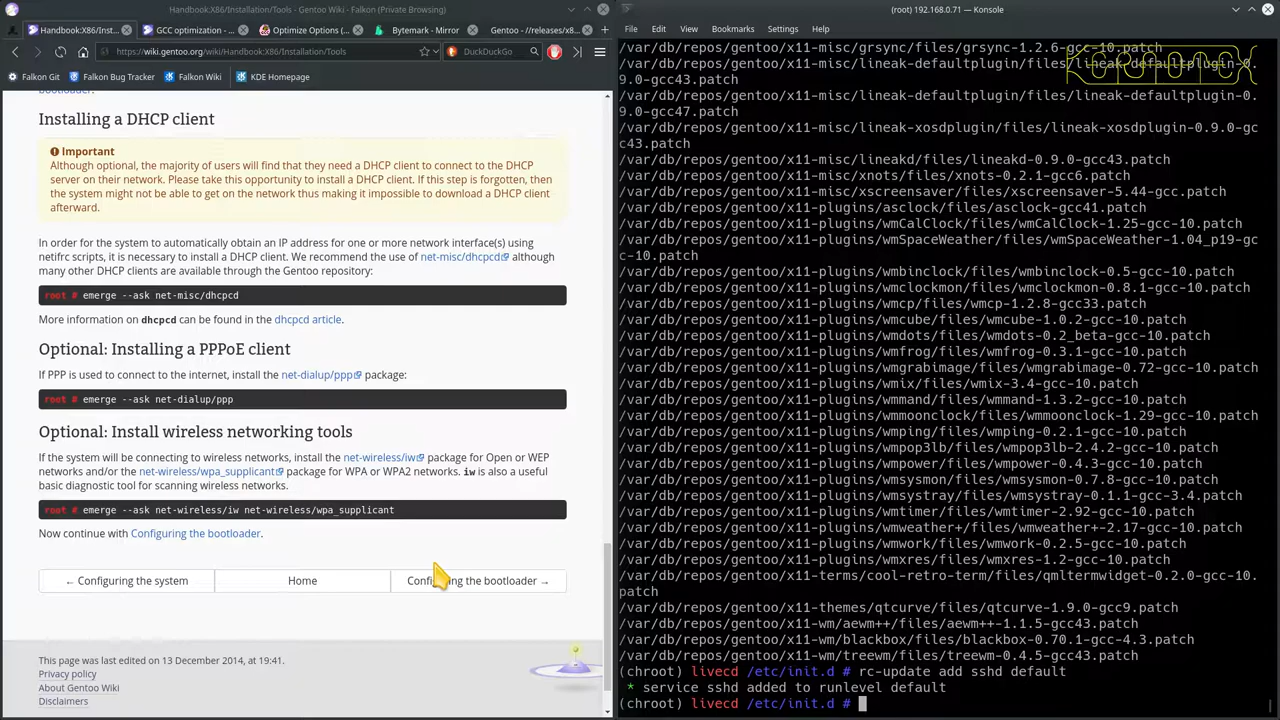 Handbook:X86/Installation/Tools - Gentoo Wiki - Falkon (Private Browsing)
Handbook:X86/Inst...
GCC optimization - ...
Optimize Options (...
Bytemark - Mirror
Gentoo - //releases/x8...
https://wiki.gentoo.org/wiki/Handbook:X86/Installation/Tools
DuckDuckGo
Falkon Git
Falkon Bug Tracker
Falkon Wiki
KDE Homepage
bootloader.
Installing a DHCP client
Important
Although optional, the majority of users will find that they need a DHCP client to connect to the DHCP
server on their network. Please take this opportunity to install a DHCP client. If this step is forgotten, then
the system might not be able to get on the network thus making it impossible to download a DHCP client
afterward.
In order for the system to automatically obtain an IP address for one or more network interface(s) using
netifrc scripts, it is necessary to install a DHCP client. We recommend the use of net-misc/dhcpcd although
many other DHCP clients are available through the Gentoo repository:
root # emerge --ask net-misc/dhcpcd
More information on dhcpcd can be found in the dhcpcd article.
Optional: Installing a PPPoE client
If PPP is used to connect to the internet, install the net-dialup/ppp package:
root # emerge --ask net-dialup/ppp
Optional: Install wireless networking tools
If the system will be connecting to wireless networks, install the net-wireless/iw package for Open or WEP
networks and/or the net-wireless/wpa_supplicant package for WPA or WPA2 networks. iw is also a useful
basic diagnostic tool for scanning wireless networks.
root # emerge --ask net-wireless/iw net-wireless/wpa_supplicant
Now continue with Configuring the bootloader.
← Configuring the system
Home
Configuring the bootloader →
This page was last edited on 13 December 2014, at 19:41.
Privacy policy
About Gentoo Wiki
Disclaimers
(root) 192.168.0.71 — Konsole
File Edit View Bookmarks Settings Help
/var/db/repos/gentoo/x11-misc/grsync/files/grsync-1.2.6-gcc-10.patch
/var/db/repos/gentoo/x11-misc/lineak-defaultplugin/files/lineak-defaultplugin-0.
9.0-gcc43.patch
/var/db/repos/gentoo/x11-misc/lineak-defaultplugin/files/lineak-defaultplugin-0.
9.0-gcc47.patch
/var/db/repos/gentoo/x11-misc/lineak-xosdplugin/files/lineak-xosdplugin-0.9.0-gc
c43.patch
/var/db/repos/gentoo/x11-misc/lineakd/files/lineakd-0.9.0-gcc43.patch
/var/db/repos/gentoo/x11-misc/xnots/files/xnots-0.2.1-gcc6.patch
/var/db/repos/gentoo/x11-misc/xscreensaver/files/xscreensaver-5.44-gcc.patch
/var/db/repos/gentoo/x11-plugins/asclock/files/asclock-gcc41.patch
/var/db/repos/gentoo/x11-plugins/wmCalClock/files/wmCalClock-1.25-gcc-10.patch
/var/db/repos/gentoo/x11-plugins/wmSpaceWeather/files/wmSpaceWeather-1.04_p19-gc
c-10.patch
/var/db/repos/gentoo/x11-plugins/wmbinclock/files/wmbinclock-0.5-gcc-10.patch
/var/db/repos/gentoo/x11-plugins/wmclockmon/files/wmclockmon-0.8.1-gcc-10.patch
/var/db/repos/gentoo/x11-plugins/wmcp/files/wmcp-1.2.8-gcc33.patch
/var/db/repos/gentoo/x11-plugins/wmcube/files/wmcube-1.0.2-gcc-10.patch
/var/db/repos/gentoo/x11-plugins/wmdots/files/wmdots-0.2_beta-gcc-10.patch
/var/db/repos/gentoo/x11-plugins/wmfrog/files/wmfrog-0.3.1-gcc-10.patch
/var/db/repos/gentoo/x11-plugins/wmgrabimage/files/wmgrabimage-0.72-gcc-10.patch
/var/db/repos/gentoo/x11-plugins/wmix/files/wmix-3.4-gcc-10.patch
/var/db/repos/gentoo/x11-plugins/wmmand/files/wmmand-1.3.2-gcc-10.patch
/var/db/repos/gentoo/x11-plugins/wmmoonclock/files/wmmoonclock-1.29-gcc-10.patch
/var/db/repos/gentoo/x11-plugins/wmping/files/wmping-0.2.1-gcc-10.patch
/var/db/repos/gentoo/x11-plugins/wmpop3lb/files/wmpop3lb-2.4.2-gcc-10.patch
/var/db/repos/gentoo/x11-plugins/wmpower/files/wmpower-0.4.3-gcc-10.patch
/var/db/repos/gentoo/x11-plugins/wmsysmon/files/wmsysmon-0.7.8-gcc-10.patch
/var/db/repos/gentoo/x11-plugins/wmsystray/files/wmsystray-0.1.1-gcc-3.4.patch
/var/db/repos/gentoo/x11-plugins/wmtimer/files/wmtimer-2.92-gcc-10.patch
/var/db/repos/gentoo/x11-plugins/wmweather+/files/wmweather+-2.17-gcc-10.patch
/var/db/repos/gentoo/x11-plugins/wmwork/files/wmwork-0.2.5-gcc-10.patch
/var/db/repos/gentoo/x11-plugins/wmxres/files/wmxres-1.2-gcc-10.patch
/var/db/repos/gentoo/x11-terms/cool-retro-term/files/qmltermwidget-0.2.0-gcc-10.
patch
/var/db/repos/gentoo/x11-themes/qtcurve/files/qtcurve-1.9.0-gcc9.patch
/var/db/repos/gentoo/x11-wm/aewm++/files/aewm++-1.1.5-gcc43.patch
/var/db/repos/gentoo/x11-wm/blackbox/files/blackbox-0.70.1-gcc-4.3.patch
/var/db/repos/gentoo/x11-wm/treewm/files/treewm-0.4.5-gcc43.patch
(chroot) livecd /etc/init.d # rc-update add sshd default
* service sshd added to runlevel default
(chroot) livecd /etc/init.d #